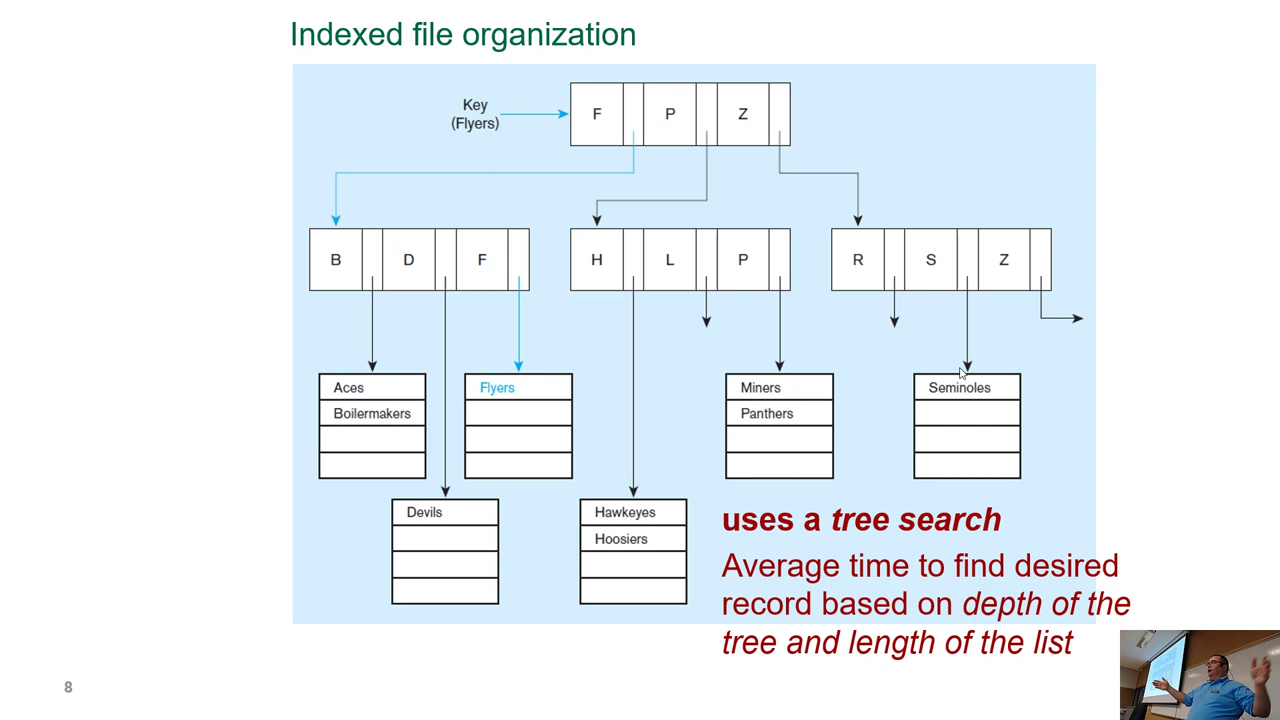 Indexed file organization
Key
(Flyers)
F P Z
B D F H L P R S Z
Aces
Boilermakers
Flyers
Miners
Panthers
Seminoles
Devils
Hawkeyes
Hoosiers
uses a tree search
Average time to find desired
record based on depth of the
tree and length of the list
8